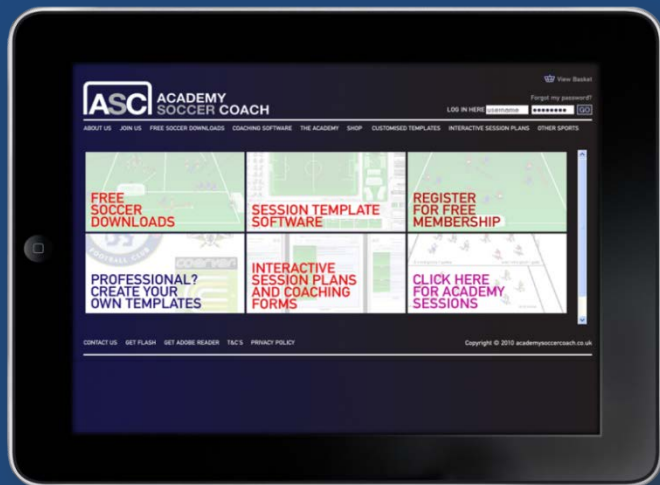 View Basket
Forgot my password?
ASC ACADEMY
SOCCER COACH
LOG IN HERE username •••••••• GO
ABOUT US JOIN US FREE SOCCER DOWNLOADS COACHING SOFTWARE THE ACADEMY SHOP CUSTOMISED TEMPLATES INTERACTIVE SESSION PLANS OTHER SPORTS
FREE
SOCCER
DOWNLOADS
SESSION TEMPLATE
SOFTWARE
REGISTER
FOR FREE
MEMBERSHIP
PROFESSIONAL?
CREATE YOUR
OWN TEMPLATES
INTERACTIVE
SESSION PLANS
AND COACHING
FORMS
CLICK HERE
FOR ACADEMY
SESSIONS
CONTACT US GET FLASH GET ADOBE READER T&C'S PRIVACY POLICY
Copyright © 2010 academysoccercoach.co.uk